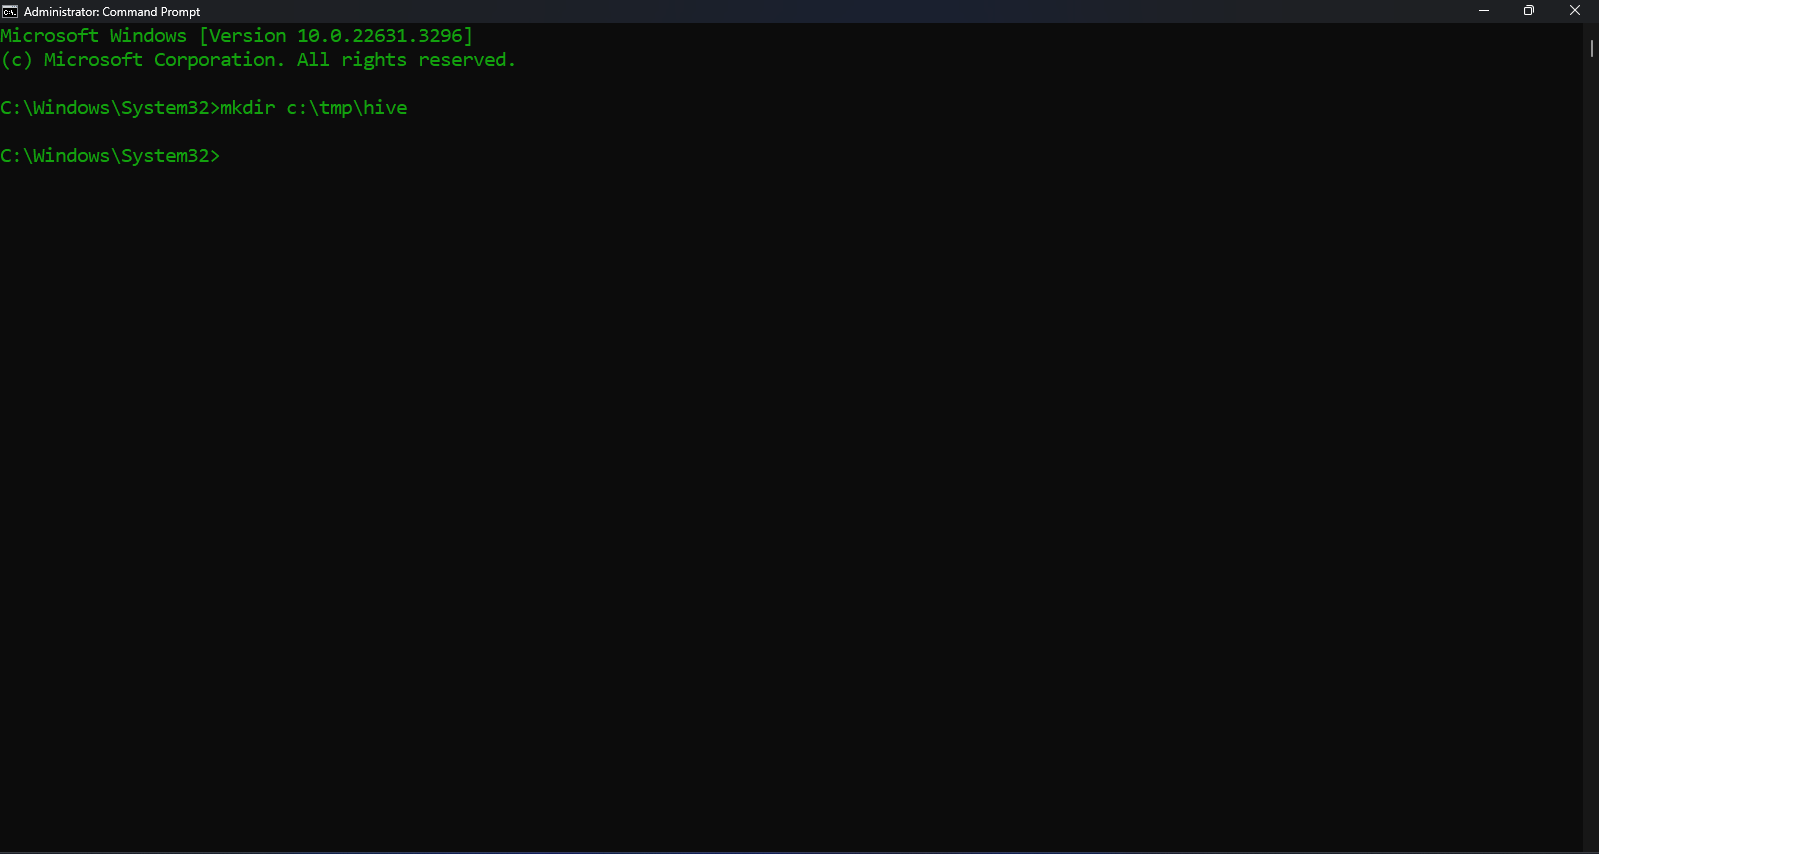 Administrator: Command Prompt
Microsoft Windows [Version 10.0.22631.3296]
(c) Microsoft Corporation. All rights reserved.
C:\Windows\System32>mkdir c:\tmp\hive
C:\Windows\System32>